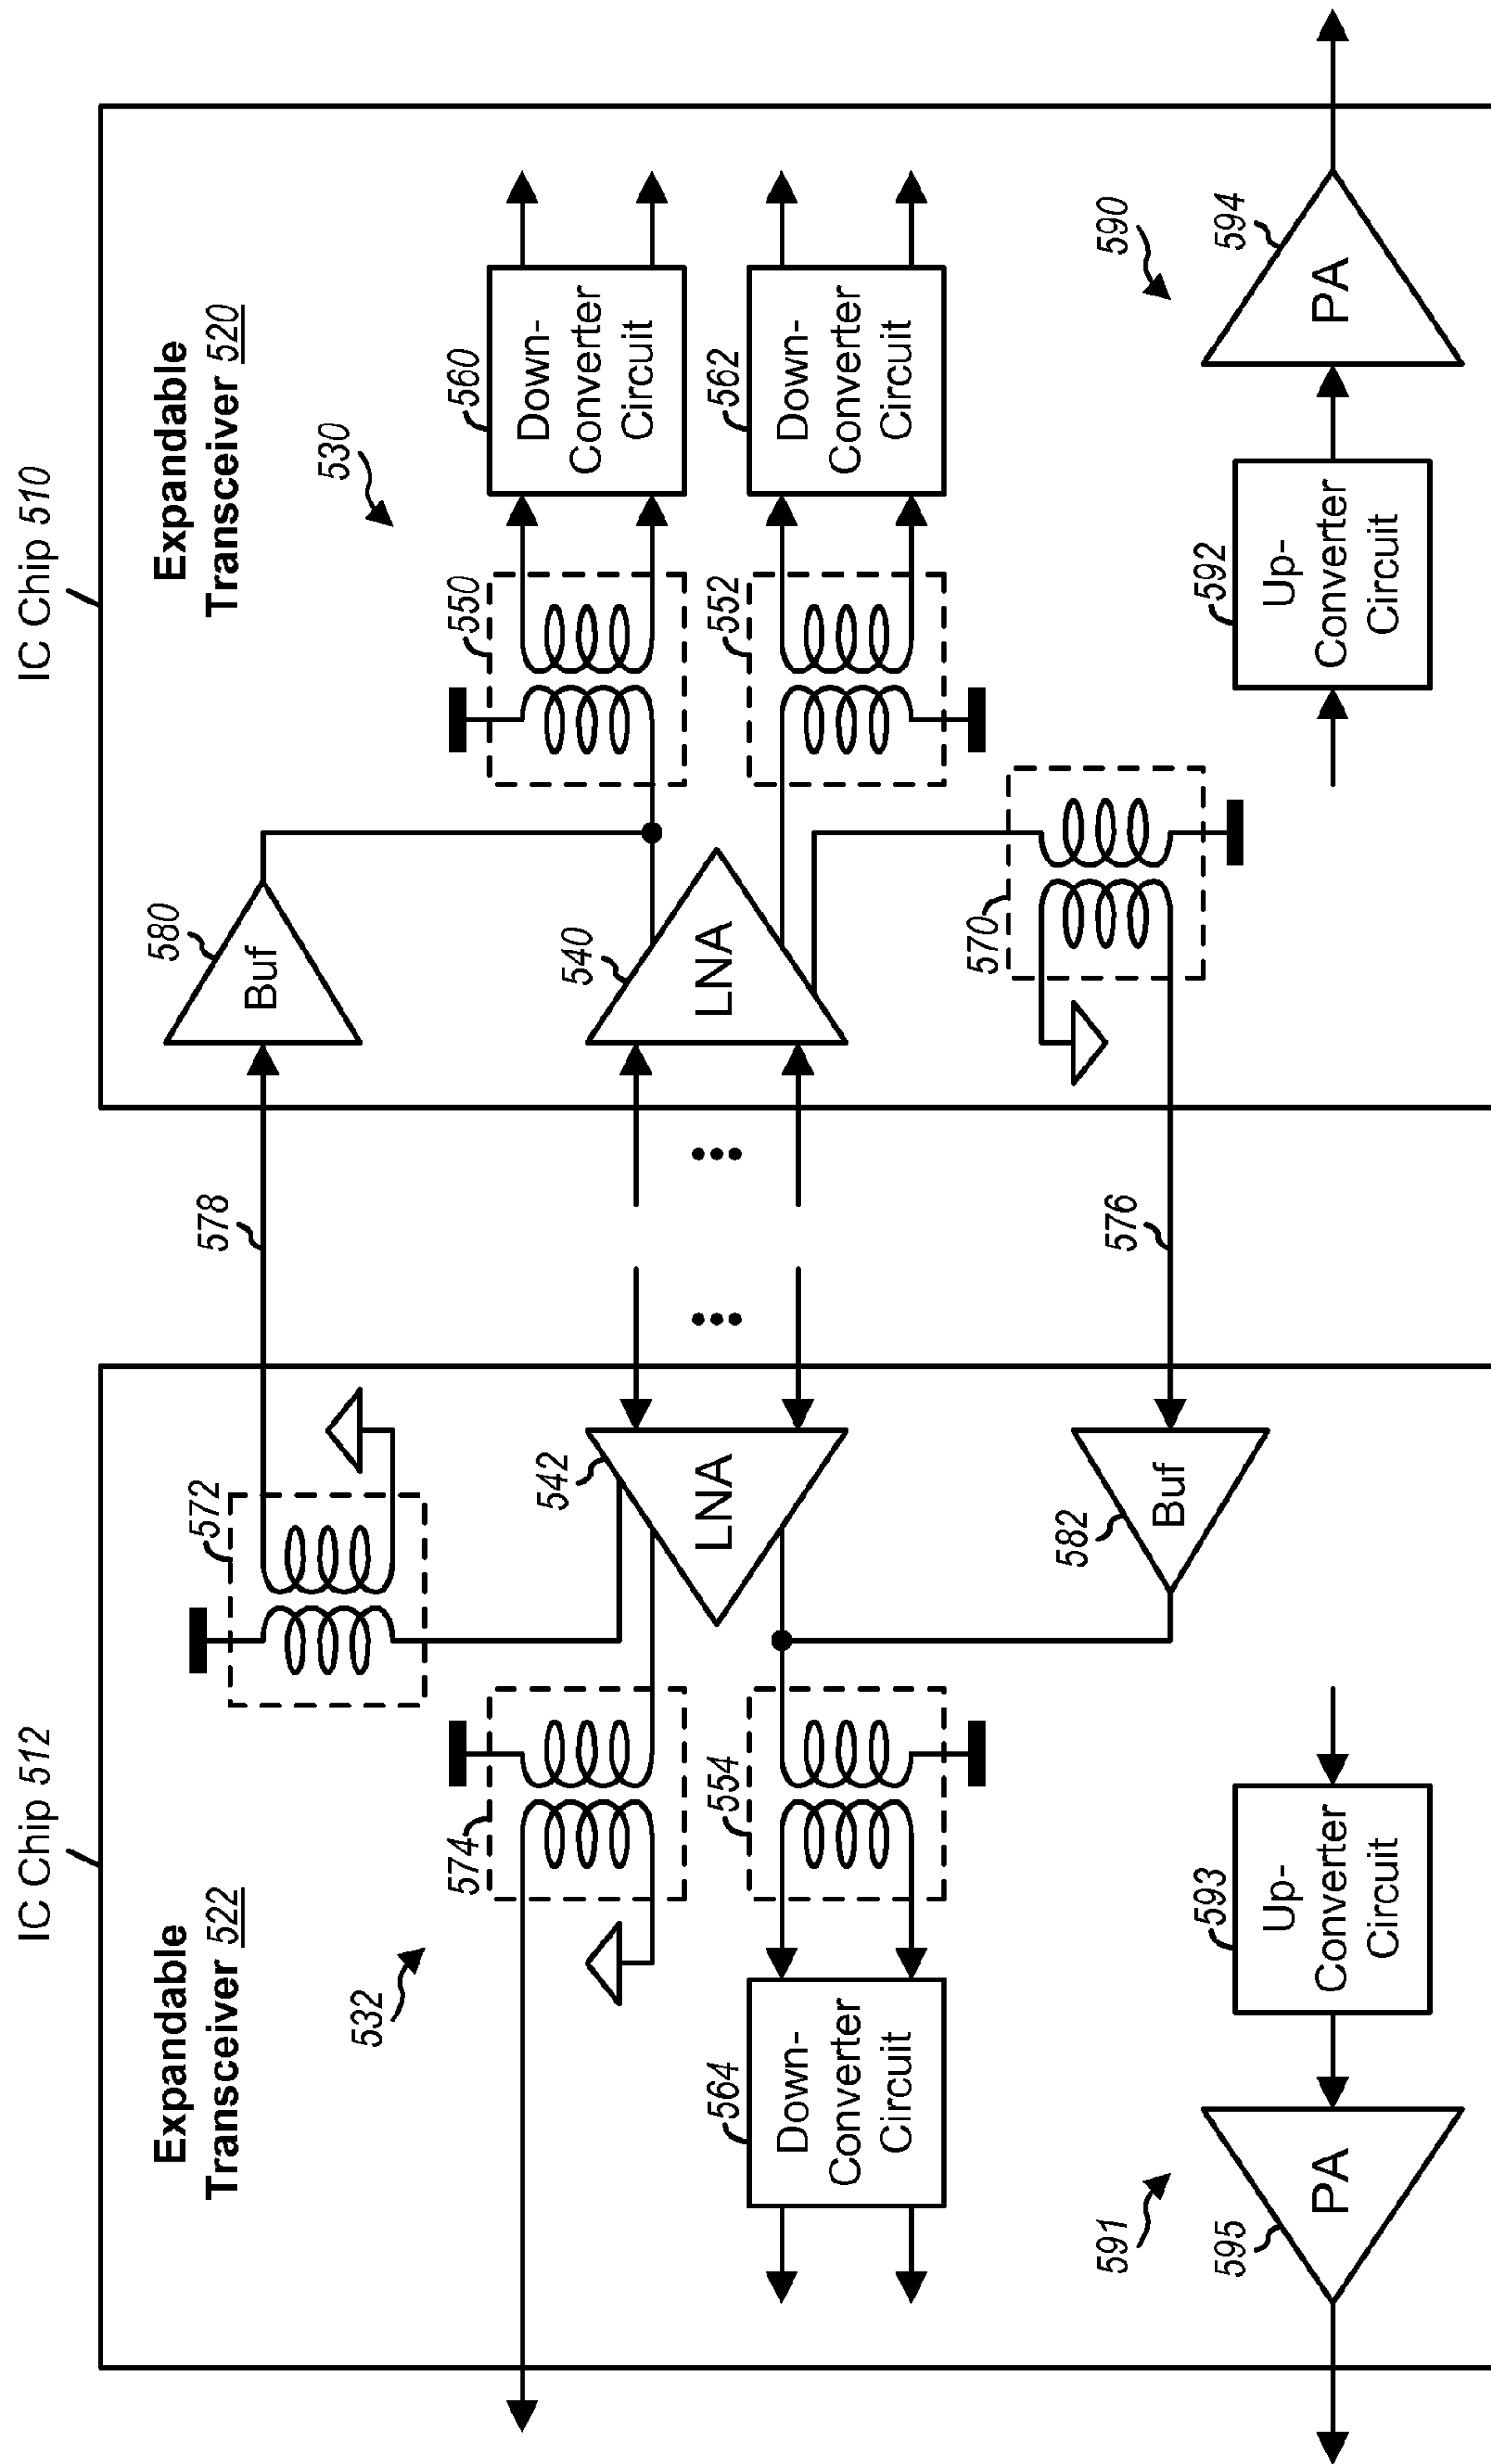 IC Chip 512
IC Chip 510
Expandable
Transceiver 522
532
572
574
542
LNA
554
564
Down-
Converter
Circuit
582
Buf
591
595
PA
593
Up-
Converter
Circuit
578
...
...
576
Expandable
Transceiver 520
530
580
Buf
540
LNA
550
560
Down-
Converter
Circuit
552
562
Down-
Converter
Circuit
570
590
592
Up-
Converter
Circuit
594
PA